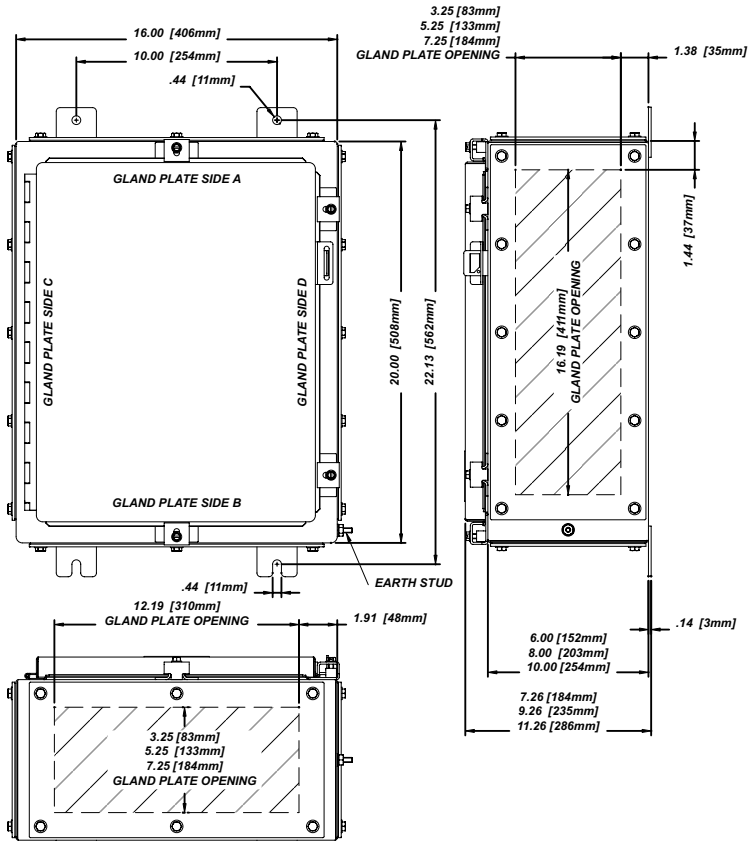 16.00 [406mm]
10.00 [254mm]
.44 [11mm]
3.25 [83mm]
5.25 [133mm]
7.25 [184mm]
GLAND PLATE OPENING
1.38 [35mm]
GLAND PLATE SIDE A
GLAND PLATE SIDE C
GLAND PLATE SIDE D
GLAND PLATE SIDE B
20.00 [508mm]
22.13 [562mm]
16.19 [411mm]
GLAND PLATE OPENING
1.44 [37mm]
EARTH STUD
.44 [11mm]
12.19 [310mm]
GLAND PLATE OPENING
1.91 [48mm]
.14 [3mm]
6.00 [152mm]
8.00 [203mm]
10.00 [254mm]
7.26 [184mm]
9.26 [235mm]
11.26 [286mm]
3.25 [83mm]
5.25 [133mm]
7.25 [184mm]
GLAND PLATE OPENING